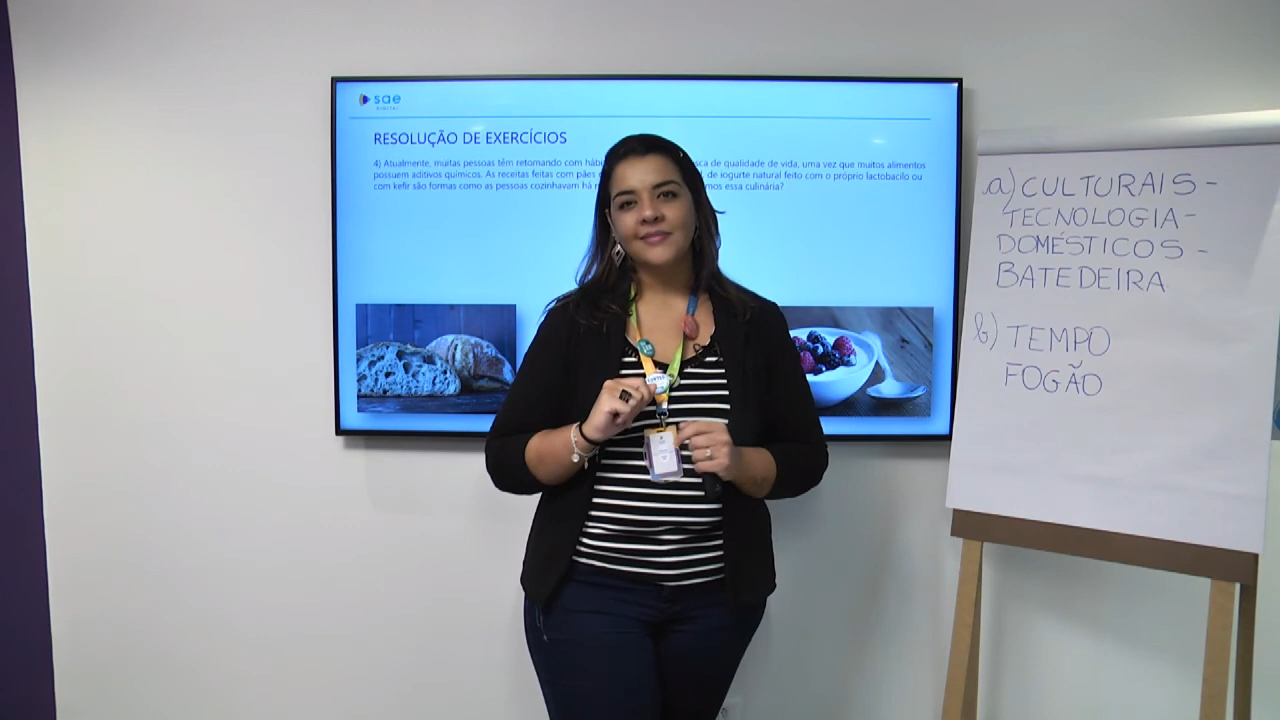 sae
DIGITAL
RESOLUÇÃO DE EXERCÍCIOS
4) Atualmente, muitas pessoas têm retomando com hábi sca de qualidade de vida, uma vez que muitos alimentos
possuem aditivos químicos. As receitas feitas com pães de iogurte natural feito com o próprio lactobacilo ou
com kefir são formas como as pessoas cozinhavam há mos essa culinária?
a) CULTURAIS -
TECNOLOGIA -
DOMÉSTICOS -
BATEDEIRA
b) TEMPO
FOGÃO